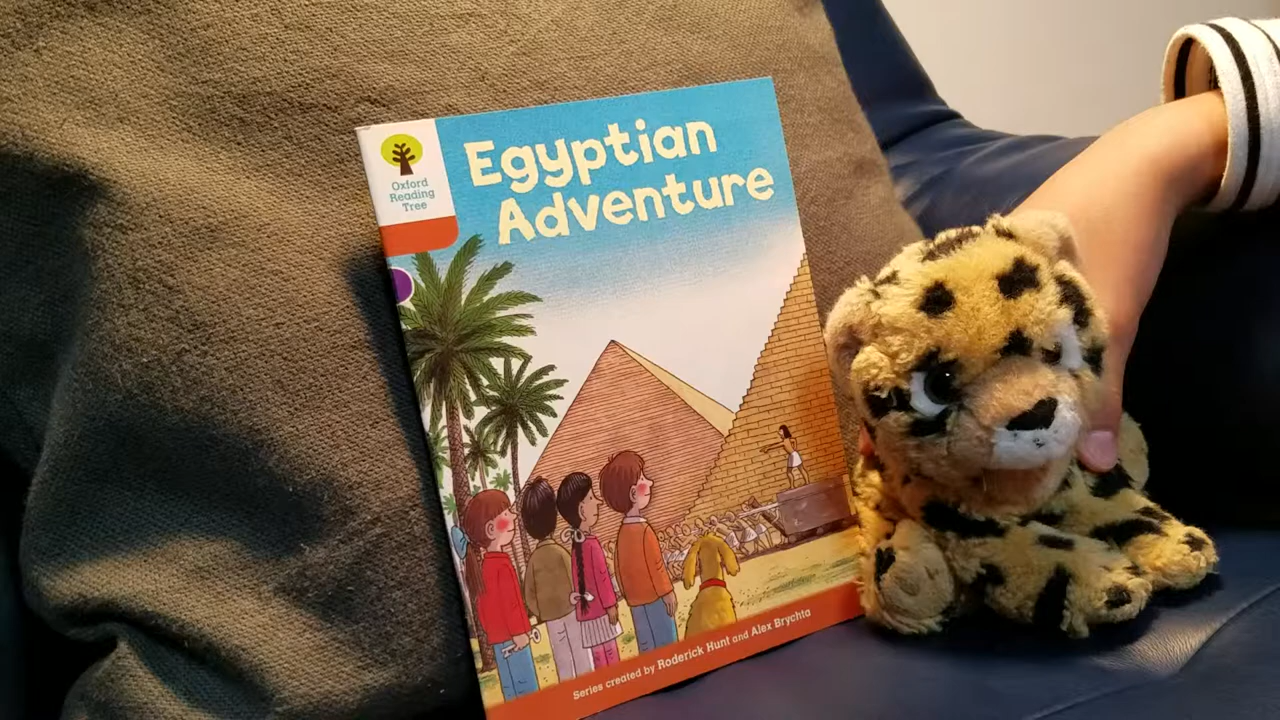 Oxford
Reading
Tree
Egyptian
Adventure
Series created by Roderick Hunt and Alex Brychta